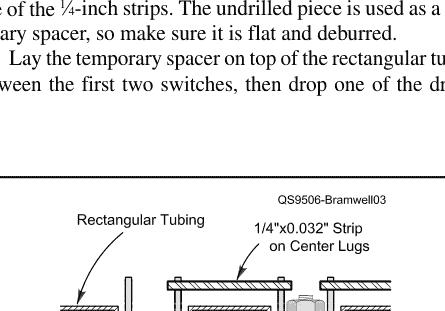 e of the ¼-inch strips. The undrilled piece is used as a
ary spacer, so make sure it is flat and deburred.
Lay the temporary spacer on top of the rectangular tu
ween the first two switches, then drop one of the dr
QS9506-Bramwell03
Rectangular Tubing
1/4"x0.032" Strip
on Center Lugs